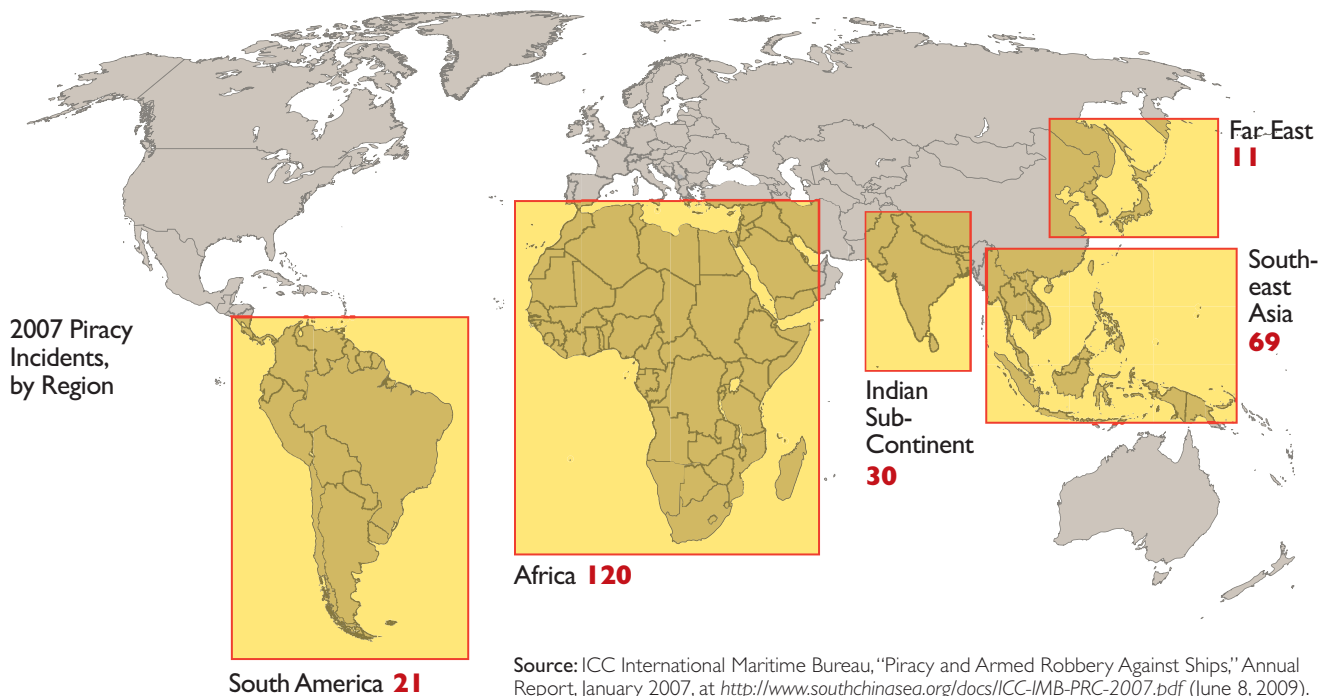 2007 Piracy
Incidents,
by Region
Far East
11
South-
east
Asia
69
Indian
Sub-
Continent
30
Africa 120
South America 21
Source: ICC International Maritime Bureau, “Piracy and Armed Robbery Against Ships,” Annual
Report, January 2007, at http://www.southchinasea.org/docs/ICC-IMB-PRC-2007.pdf (June 8, 2009).